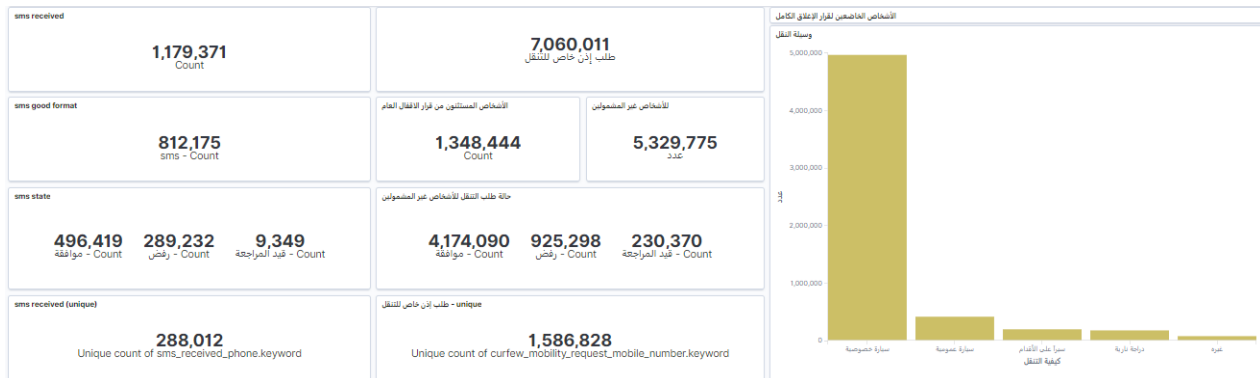 sms received
1,179,371
Count
7,060,011
طلب إذن خاص للتنقل
sms good format
812,175
sms - Count
الأشخاص المستثنون من قرار الاقفال العام
1,348,444
Count
للأشخاص غير المشمولين
5,329,775
عدد
sms state
496,419 289,232 9,349
موافقة - Count رفض - Count قيد المراجعة - Count
حالة طلب التنقل للأشخاص غير المشمولين
4,174,090 925,298 230,370
موافقة - Count رفض - Count قيد المراجعة - Count
sms received (unique)
288,012
Unique count of sms_received_phone.keyword
طلب إذن خاص للتنقل - unique
1,586,828
Unique count of curfew_mobility_request_mobile_number.keyword
الأشخاص الخاضعين لقرار الإغلاق الكامل
وسيلة النقل
5,000,000
4,000,000
3,000,000
2,000,000
1,000,000
0
عدد
سيارة خصوصية
سيارة عمومية
سيرا على الأقدام
دراجة نارية
غيره
كيفية التنقل